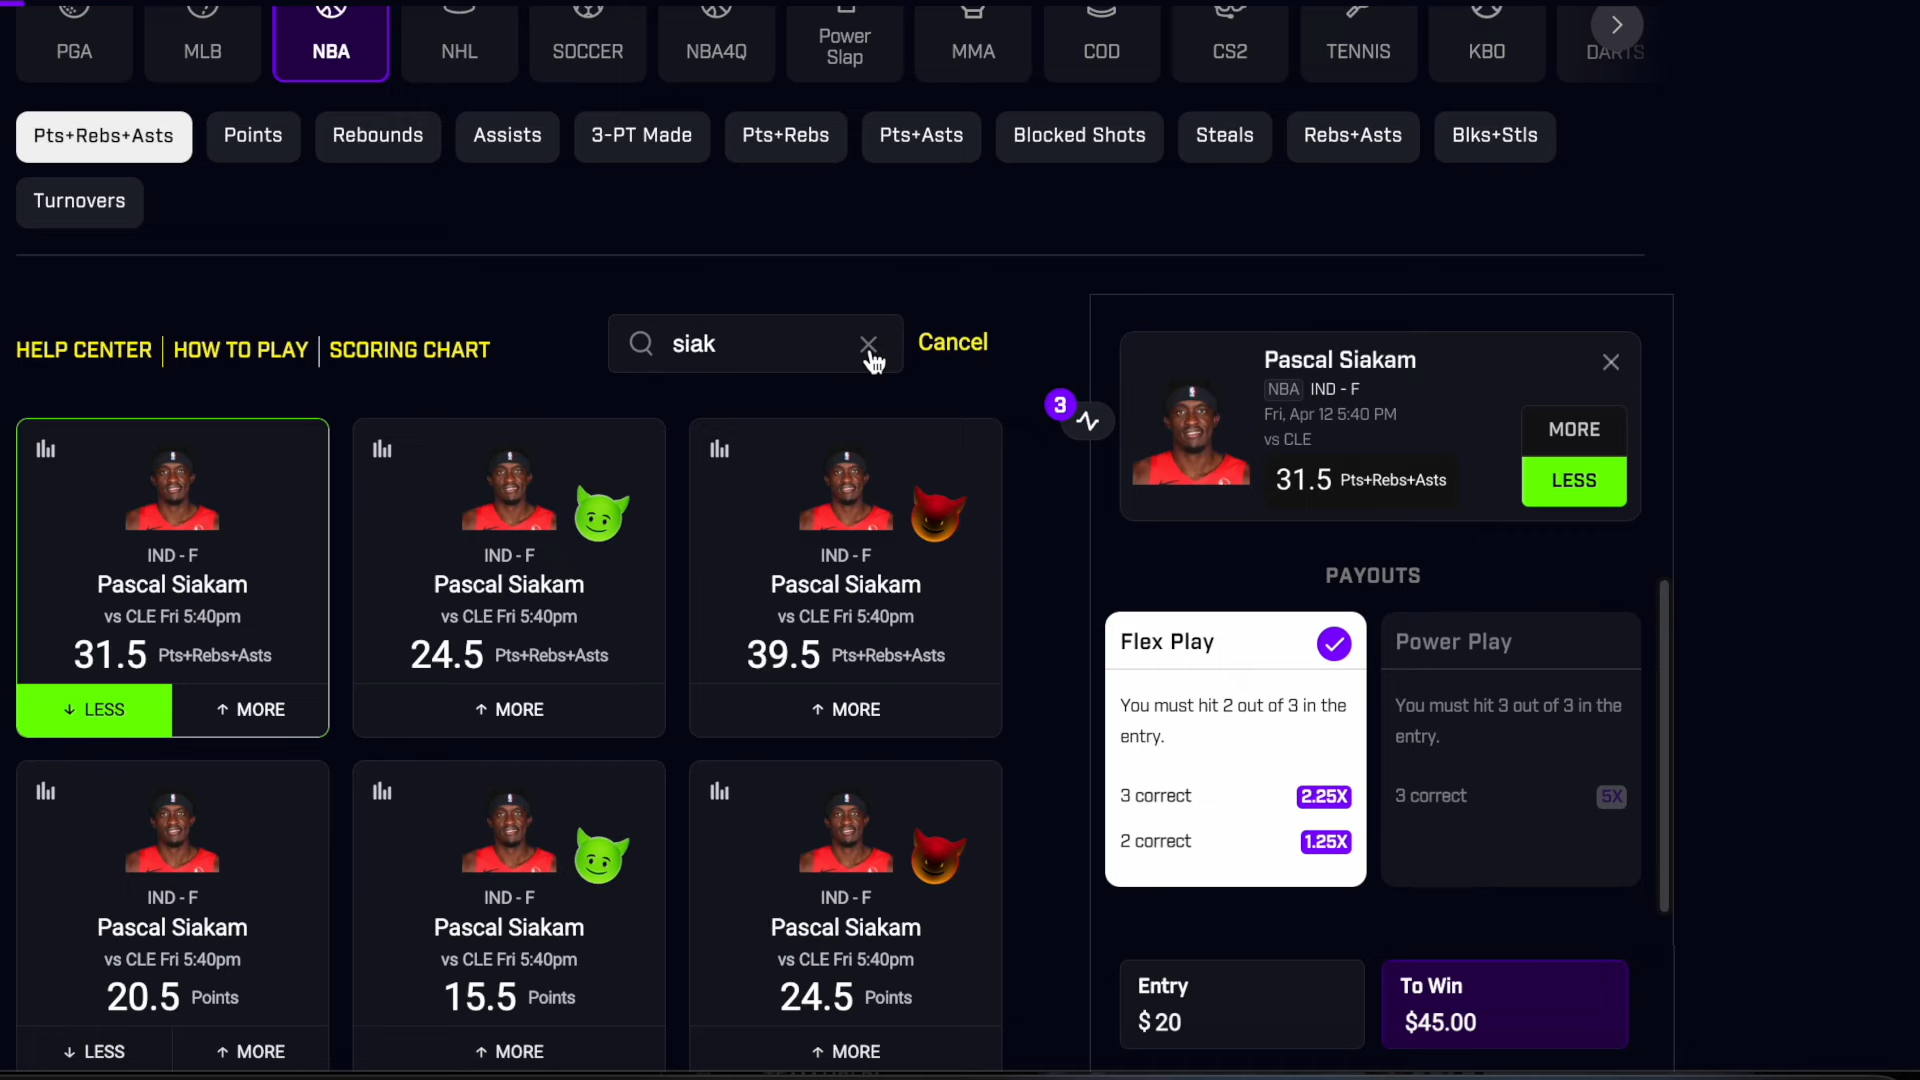 PGA
MLB
NBA
NHL
SOCCER
NBA4Q
Power
Slap
MMA
COD
CS2
TENNIS
KBO
DARTS
Pts+Rebs+Asts
Points
Rebounds
Assists
3-PT Made
Pts+Rebs
Pts+Asts
Blocked Shots
Steals
Rebs+Asts
Blks+Stls
Turnovers
HELP CENTER
HOW TO PLAY
SCORING CHART
siak
Cancel
IND - F
Pascal Siakam
vs CLE Fri 5:40pm
31.5 Pts+Rebs+Asts
LESS
MORE
IND - F
Pascal Siakam
vs CLE Fri 5:40pm
24.5 Pts+Rebs+Asts
MORE
IND - F
Pascal Siakam
vs CLE Fri 5:40pm
39.5 Pts+Rebs+Asts
MORE
IND - F
Pascal Siakam
vs CLE Fri 5:40pm
20.5 Points
LESS
MORE
IND - F
Pascal Siakam
vs CLE Fri 5:40pm
15.5 Points
MORE
IND - F
Pascal Siakam
vs CLE Fri 5:40pm
24.5 Points
MORE
3
Pascal Siakam
NBA IND - F
Fri, Apr 12 5:40 PM
vs CLE
31.5 Pts+Rebs+Asts
MORE
LESS
PAYOUTS
Flex Play
You must hit 2 out of 3 in the
entry.
3 correct 2.25X
2 correct 1.25X
Power Play
You must hit 3 out of 3 in the
entry.
3 correct 5X
Entry
$ 20
To Win
$45.00